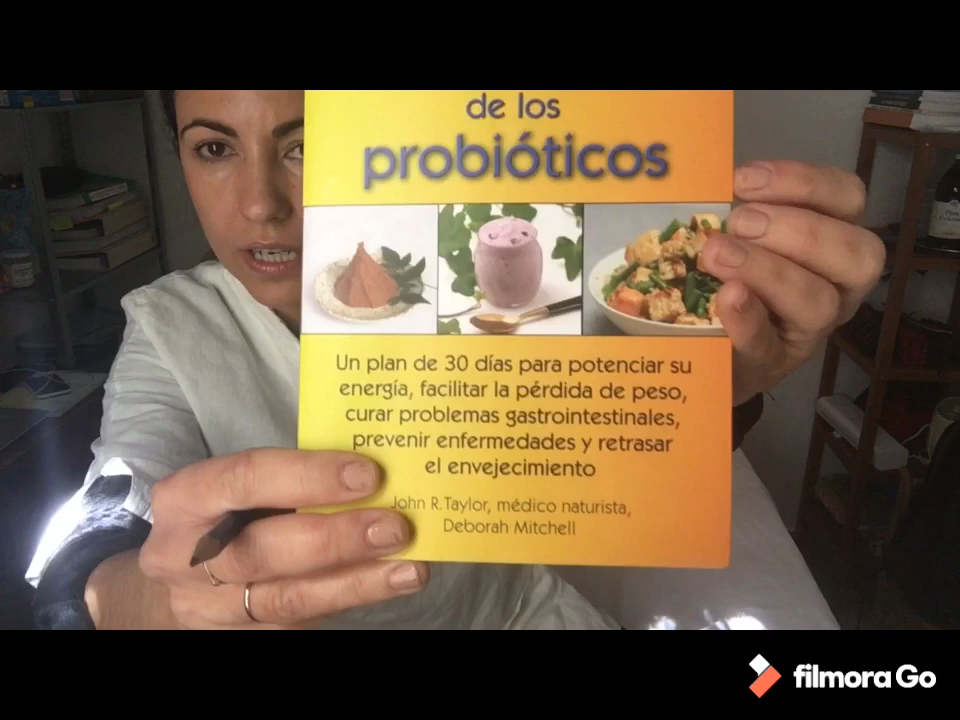 de los
probióticos
Un plan de 30 días para potenciar su
energía, facilitar la pérdida de peso,
curar problemas gastrointestinales,
prevenir enfermedades y retrasar
el envejecimiento
John R. Taylor, médico naturista,
Deborah Mitchell
filmora Go